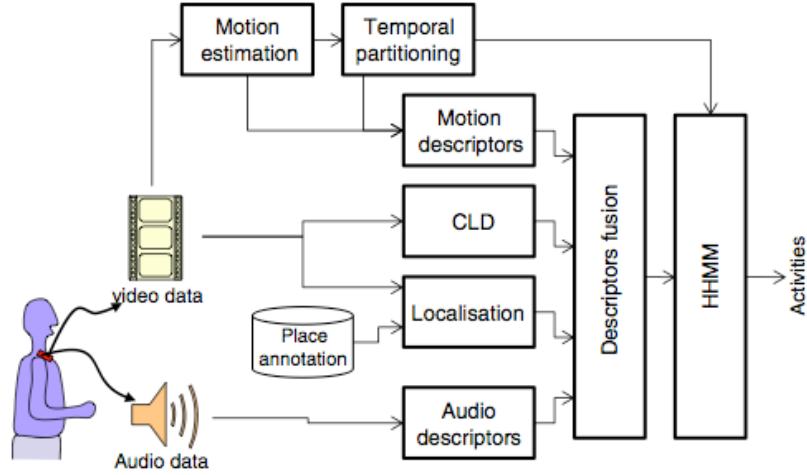 Motion
estimation
Temporal
partitioning
Motion
descriptors
CLD
video data
Localisation
Place
annotation
Audio
descriptors
Audio data
Descriptors fusion
HHMM
Activities